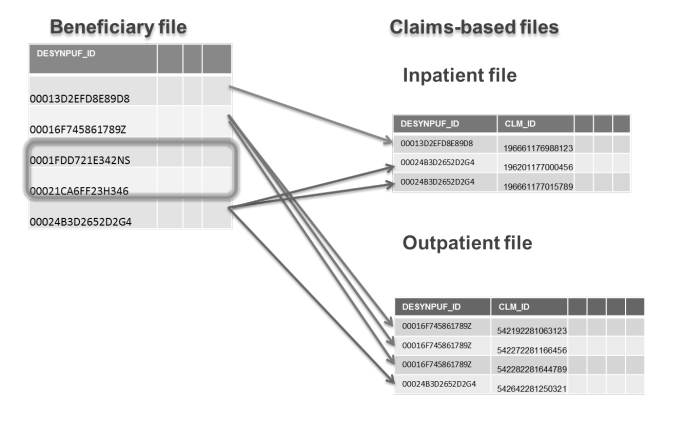 Beneficiary file
DESYNPUF_ID
00013D2EFD8E89D8
00016F745861789Z
0001FDD721E342NS
00021CA6FF23H346
00024B3D2652D2G4
Claims-based files
Inpatient file
DESYNPUF_ID CLM_ID
00013D2EFD8E89D8 196661176988123
00024B3D2652D2G4 196201177000456
00024B3D2652D2G4 196661177015789
Outpatient file
DESYNPUF_ID CLM_ID
00016F745861789Z 542192281063123
00016F745861789Z 542272281166456
00016F745861789Z 542282281644789
00024B3D2652D2G4 542642281250321